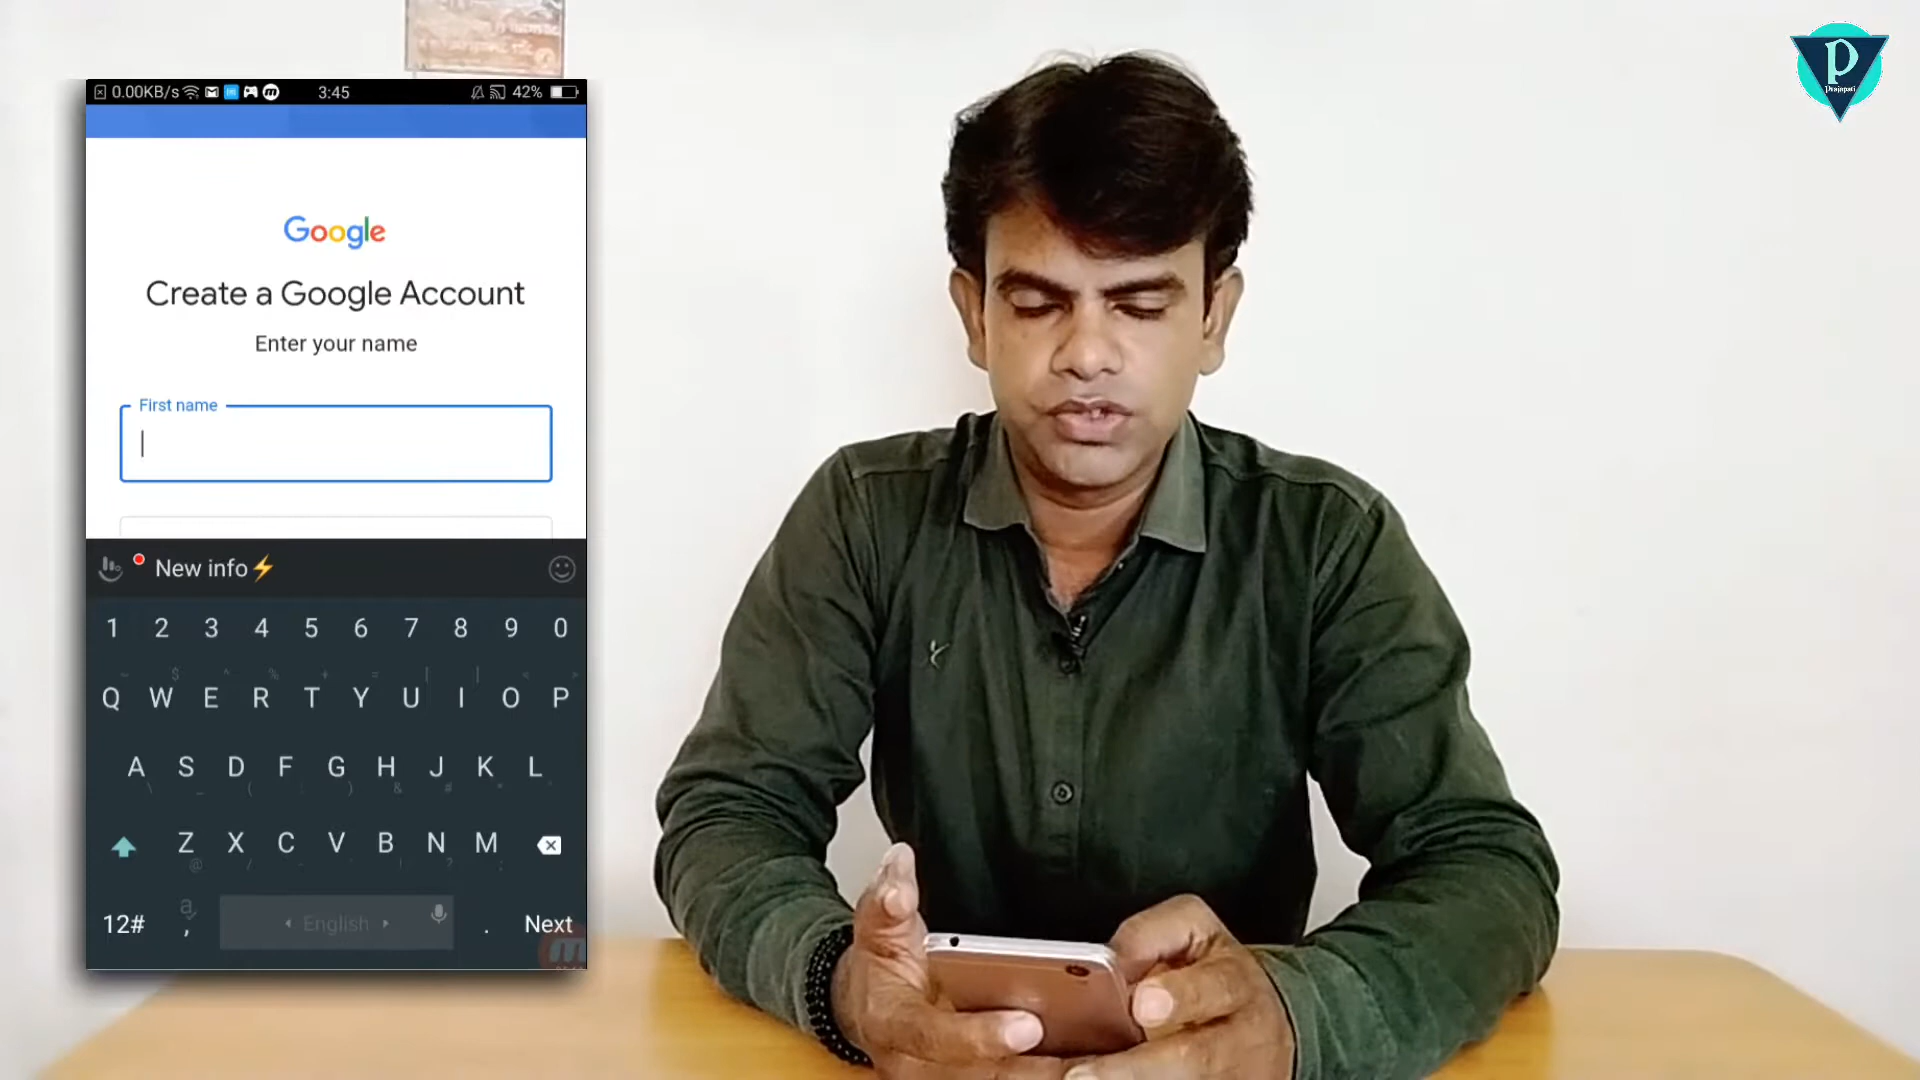 0.00KB/s 3:45 42%
P
Prajapati
Google
Create a Google Account
Enter your name
First name
New info⚡
1 2 3 4 5 6 7 8 9 0
Q W E R T Y U I O P
A S D F G H J K L
Z X C V B N M
12# , English . Next